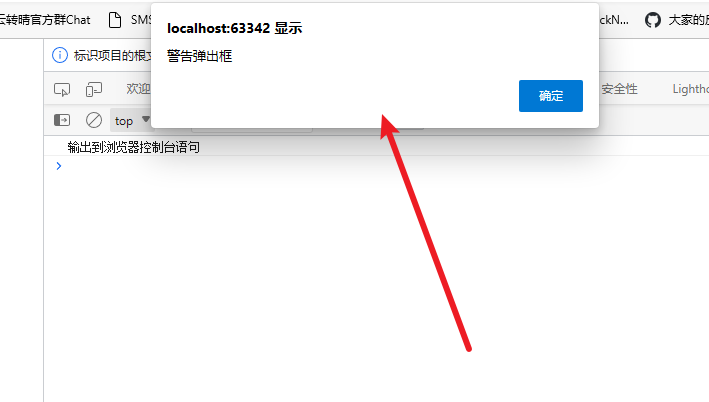 云转晴官方群Chat
SMS
ckN...
大家的
localhost:63342 显示
警告弹出框
确定
标识项目的根文
欢迎
安全性
Lightho
top
输出到浏览器控制台语句